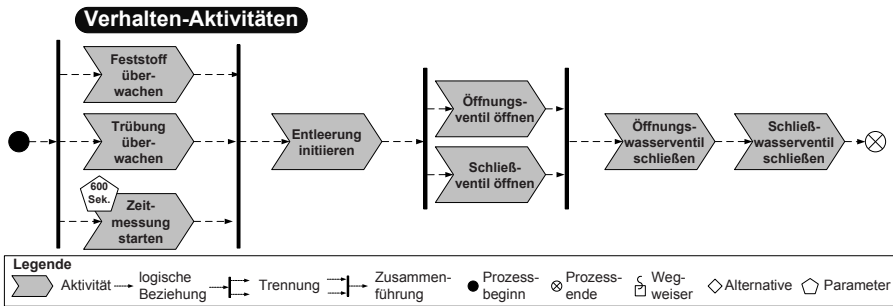 Verhalten-Aktivitäten
Feststoff
über-
wachen
Trübung
über-
wachen
600
Sek.
Zeit-
messung
starten
Entleerung
initiieren
Öffnungs-
ventil öffnen
Schließ-
ventil öffnen
Öffnungs-
wasserventil
schließen
Schließ-
wasserventil
schließen
Legende
Aktivität
logische
Beziehung
Trennung
Zusammen-
führung
Prozess-
beginn
Prozess-
ende
Weg-
weiser
Alternative
Parameter